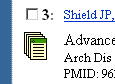 3: Shield JP,
Advance
Arch Dis
PMID: 96